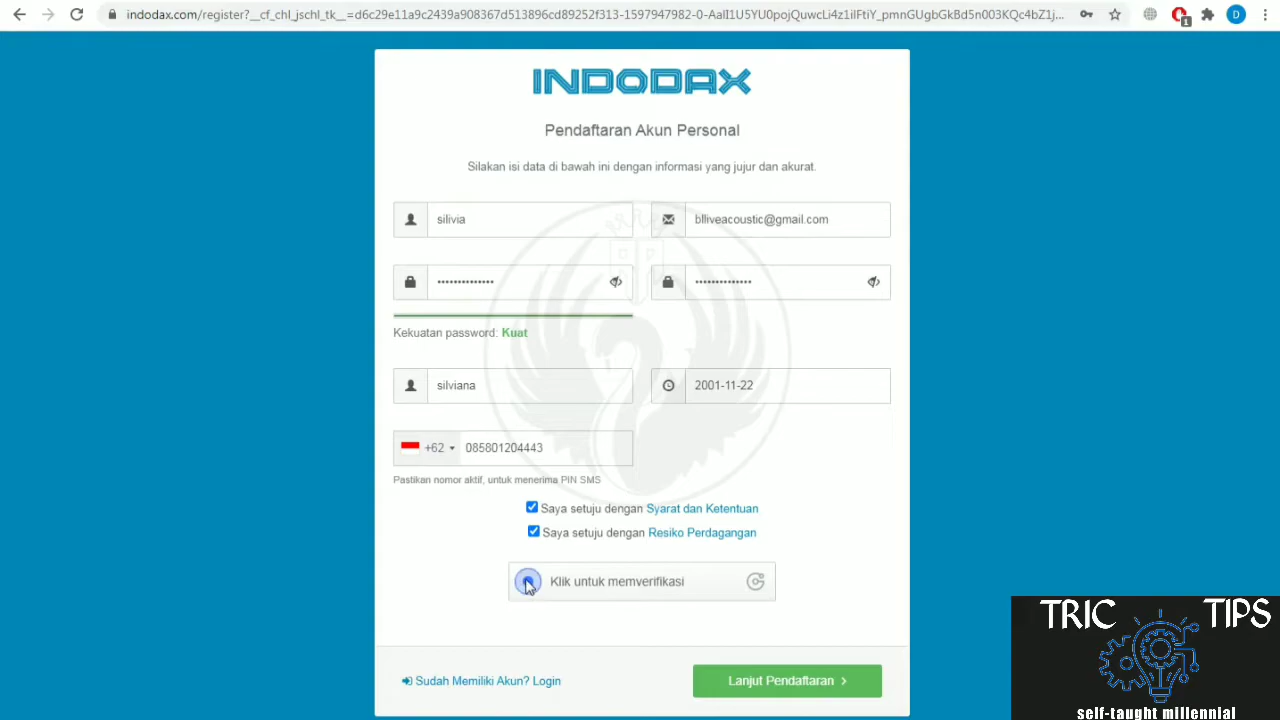 indodax.com/register?__cf_chl_jschl_tk__=d6c29e11a9c2439a908367d513896cd89252f313-1597947982-0-AaII1U5YU0pojQuwcLi4z1iIFtiY_pmnGUgbGkBd5n003KQc4bZ1j...
1
D
INDODAX
Pendaftaran Akun Personal
Silakan isi data di bawah ini dengan informasi yang jujur dan akurat.
silivia
bllliveacoustic@gmail.com
Kekuatan password: Kuat
silviana
2001-11-22
+62 085801204443
Pastikan nomor aktif, untuk menerima PIN SMS
Saya setuju dengan Syarat dan Ketentuan
Saya setuju dengan Resiko Perdagangan
Klik untuk memverifikasi
Sudah Memiliki Akun? Login
Lanjut Pendaftaran
TRIC TIPS
self-taught millennial